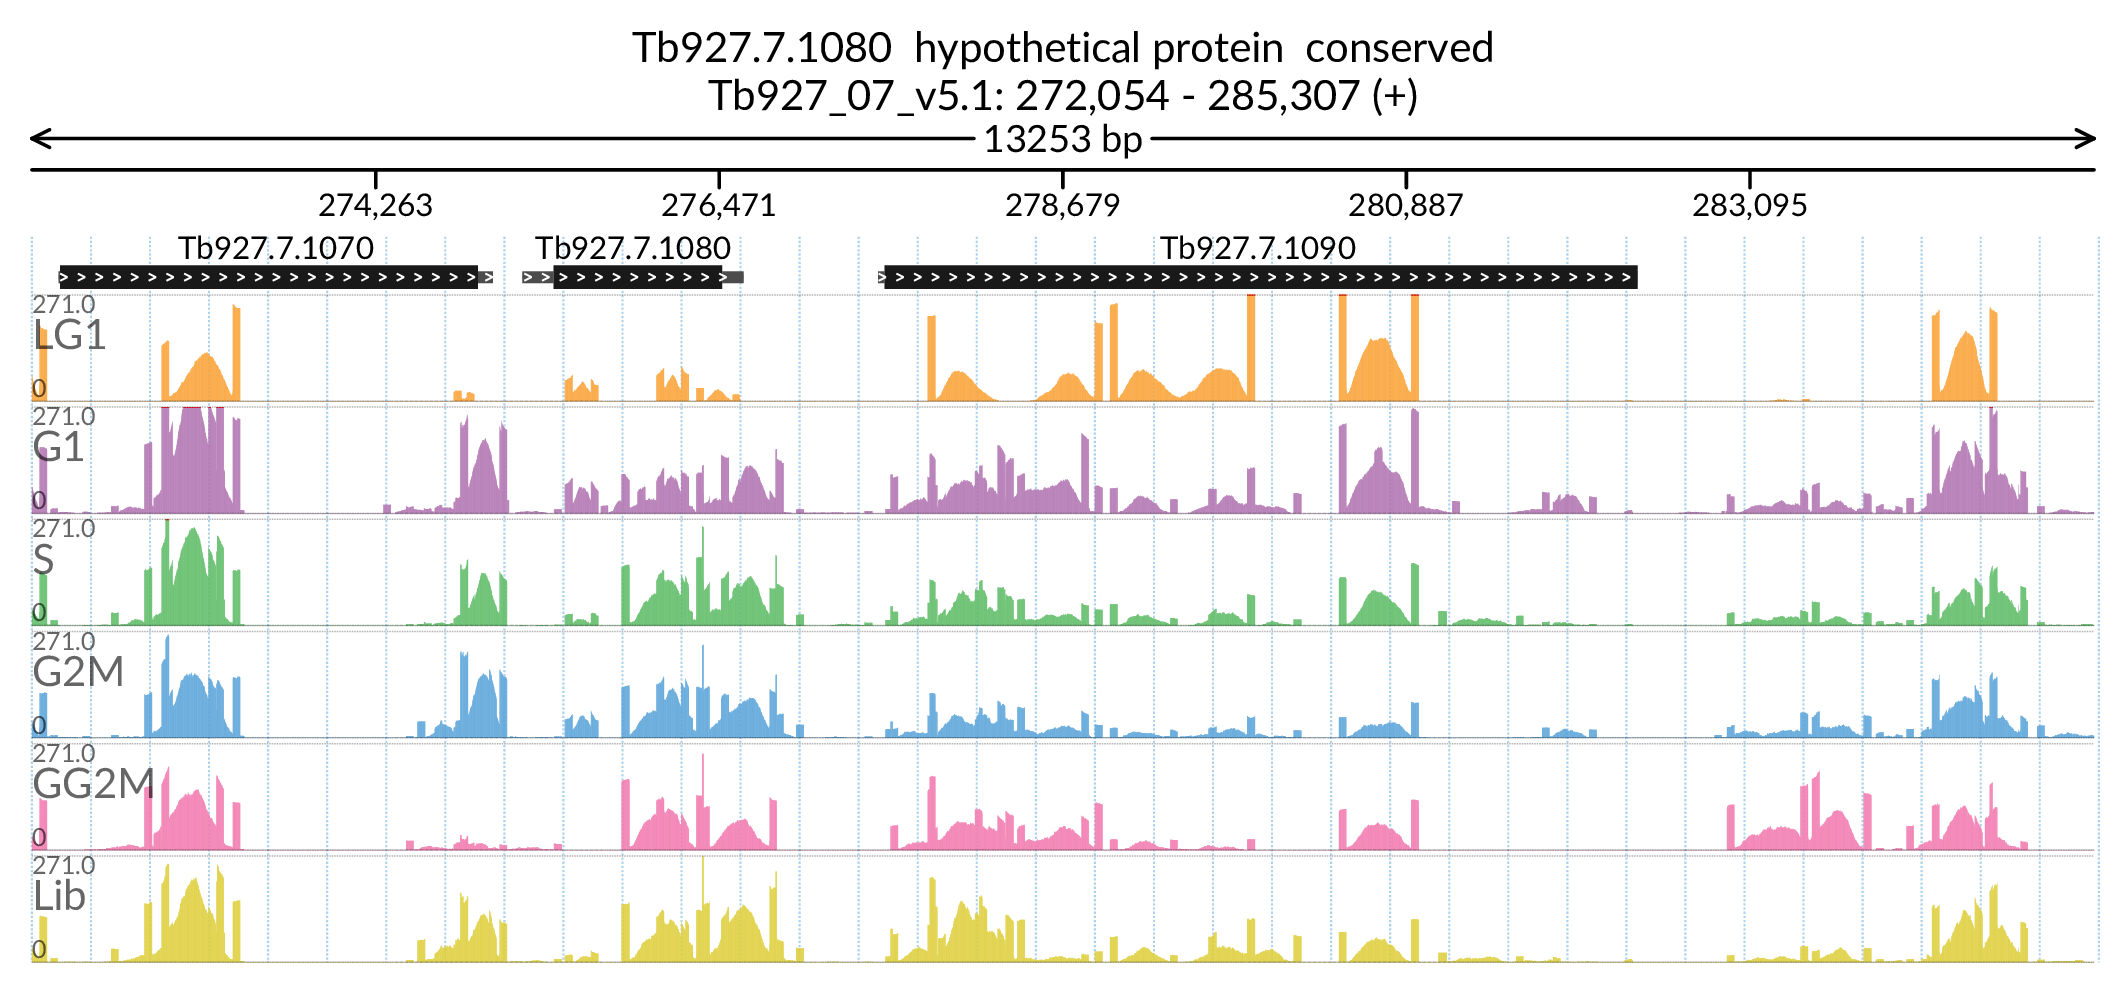 Tb927.7.1080  hypothetical protein  conserved
Tb927_07_v5.1: 272,054 - 285,307 (+)
13253 bp
274,263 276,471 278,679 280,887 283,095
Tb927.7.1070 Tb927.7.1080 Tb927.7.1090
271.0
LG1
0
271.0
G1
0
271.0
S
0
271.0
G2M
0
271.0
GG2M
0
271.0
Lib
0